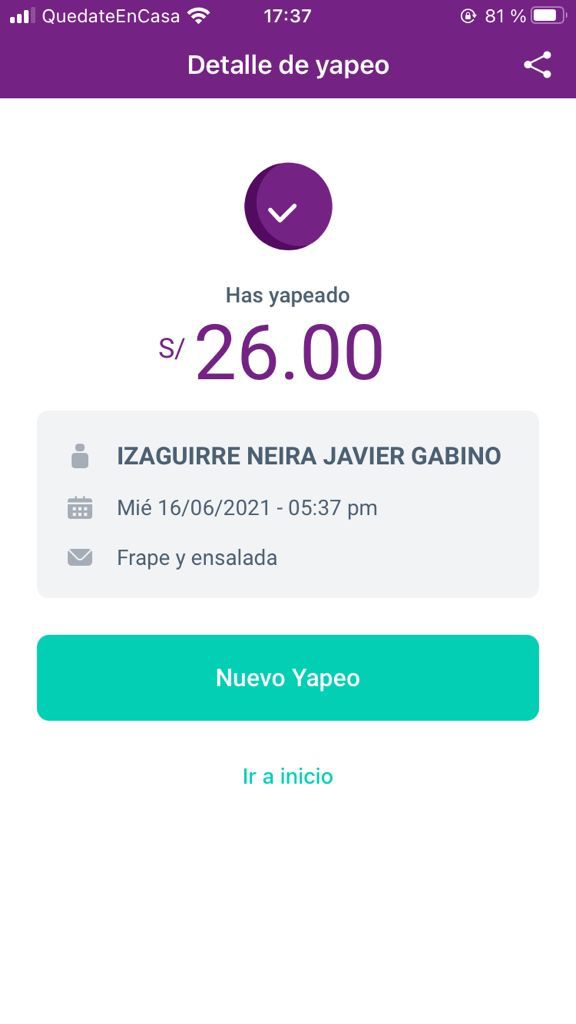 QuedateEnCasa 17:37 81 %
Detalle de yapeo
Has yapeado
S/ 26.00
IZAGUIRRE NEIRA JAVIER GABINO
Mié 16/06/2021 - 05:37 pm
Frape y ensalada
Nuevo Yapeo
Ir a inicio